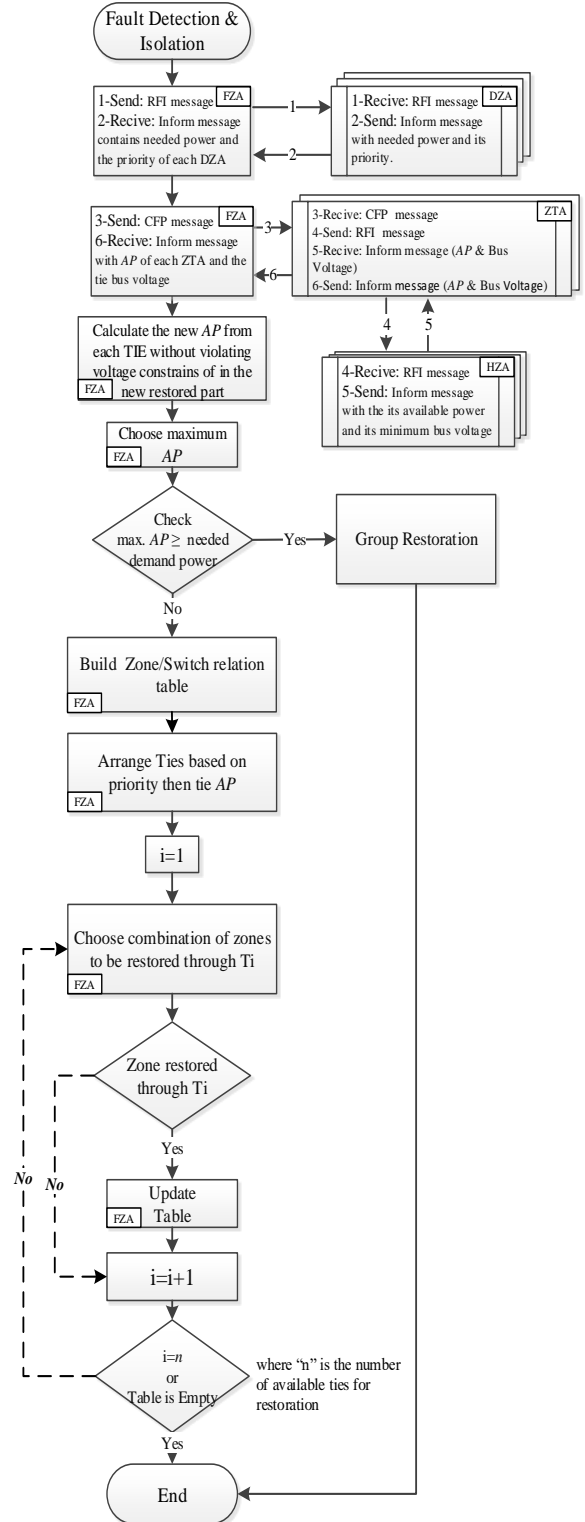 Fault Detection &
Isolation
1-Send: RFI message
FZA
2-Recive: Inform message
contains needed power and
the priority of each DZA
1
2
1-Recive: RFI message
DZA
2-Send: Inform message
with needed power and its
priority.
3-Send: CFP message
FZA
6-Recive: Inform message
with AP of each ZTA and the
tie bus voltage
3
6
ZTA
3-Recive: CFP message
4-Send: RFI message
5-Recive: Inform message (AP & Bus
Voltage)
6-Send: Inform message (AP & Bus Voltage)
4
5
4-Recive: RFI message
HZA
5-Send: Inform message
with the its available power
and its minimum bus voltage
Calculate the new AP from
each TIE without violating
voltage constrains of in the
new restored part
FZA
Choose maximum
AP
FZA
Check
max. AP ≥ needed
demand power
Yes
Group Restoration
No
Build Zone/Switch relation
table
FZA
Arrange Ties based on
priority then tie AP
FZA
i=1
Choose combination of zones
to be restored through Ti
FZA
Zone restored
through Ti
Yes
No
No
Update
Table
FZA
i=i+1
i=n
or
Table is Empty
where “n” is the number
of available ties for
restoration
Yes
End